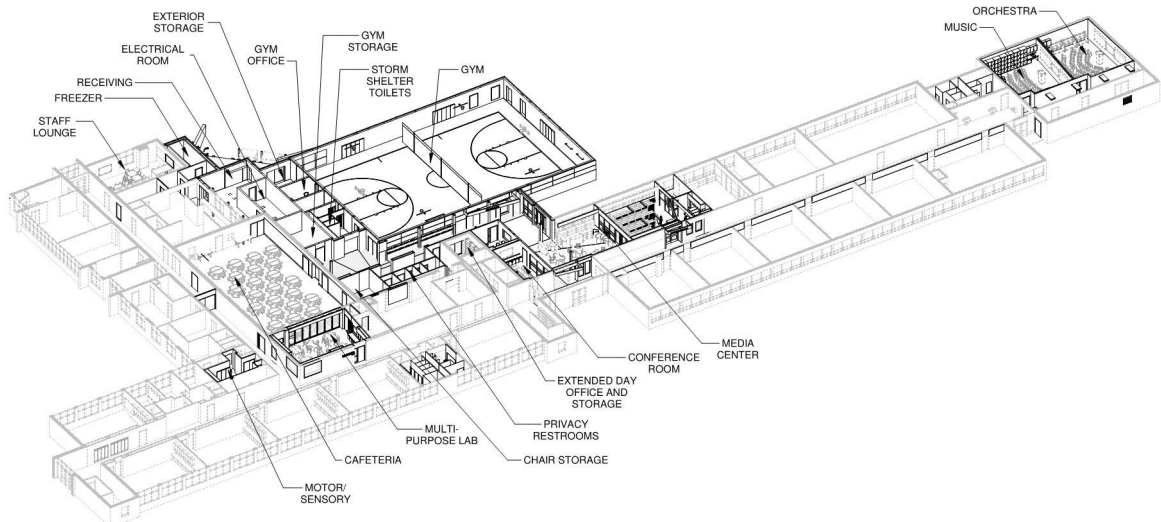 EXTERIOR
STORAGE
ELECTRICAL
ROOM
RECEIVING
FREEZER
STAFF
LOUNGE
GYM
OFFICE
GYM
STORAGE
STORM
SHELTER
TOILETS
GYM
ORCHESTRA
MUSIC
MEDIA
CENTER
CONFERENCE
ROOM
EXTENDED DAY
OFFICE AND
STORAGE
PRIVACY
RESTROOMS
CHAIR STORAGE
MULTI-
PURPOSE LAB
CAFETERIA
MOTOR/
SENSORY